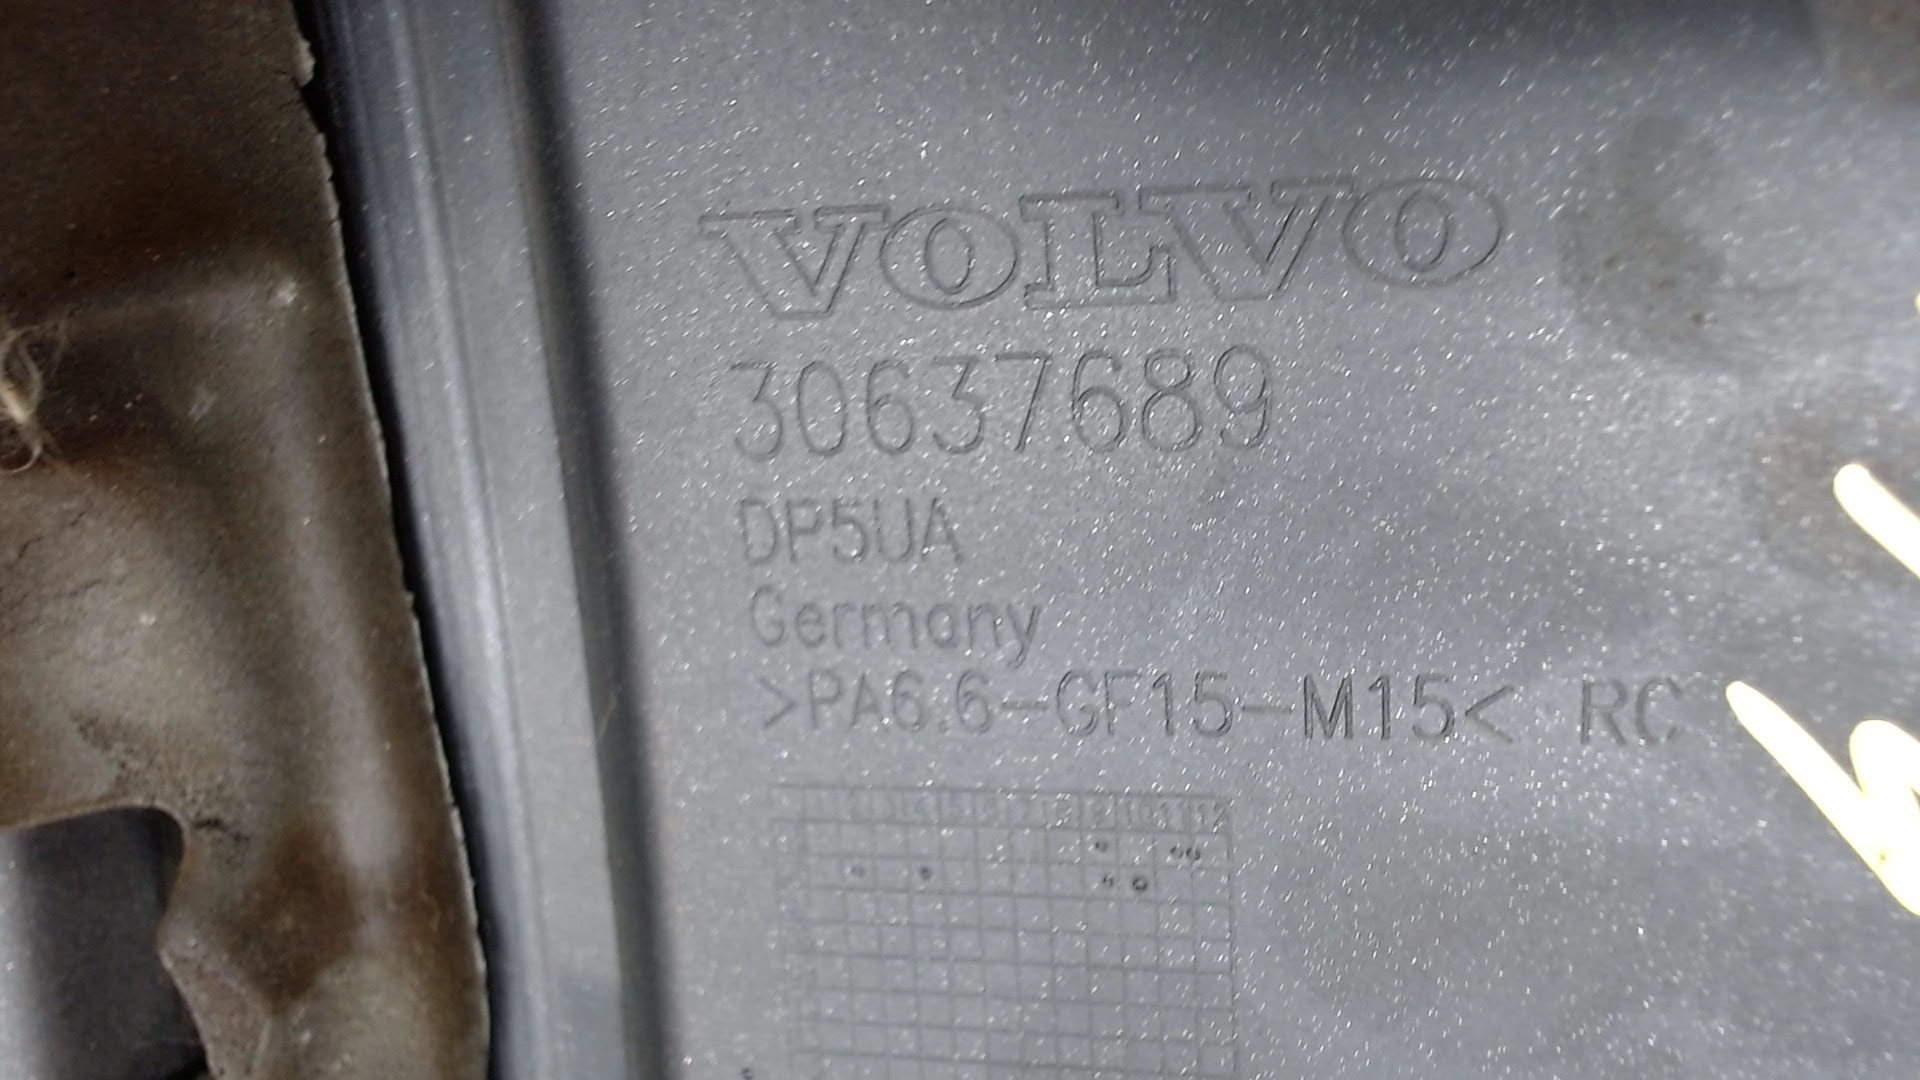 VOLVO
30637689
DP5UA
Germany
>PA6.6-GF15-M15< RC